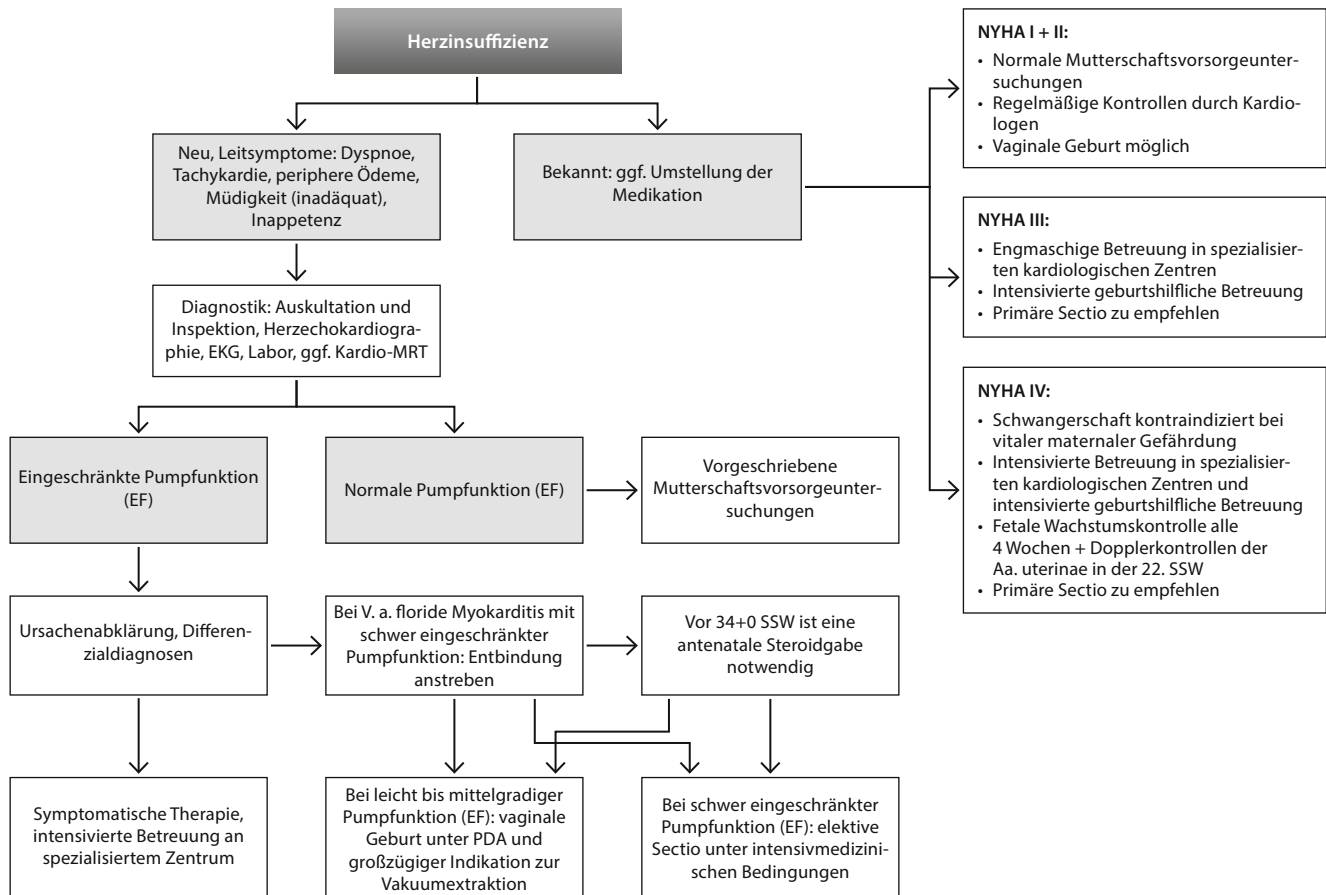 Herzinsuffizienz
Neu, Leitsymptome: Dyspnoe,
Tachykardie, periphere Ödeme,
Müdigkeit (inadäquat),
Inappetenz
Bekannt: ggf. Umstellung der
Medikation
NYHA I + II:
• Normale Mutterschaftsvorsorgeunter-
suchungen
• Regelmäßige Kontrollen durch Kardio-
logen
• Vaginale Geburt möglich
NYHA III:
• Engmaschige Betreuung in spezialisier-
ten kardiologischen Zentren
• Intensivierte geburtshilfliche Betreuung
• Primäre Sectio zu empfehlen
NYHA IV:
• Schwangerschaft kontraindiziert bei
vitaler maternaler Gefährdung
• Intensivierte Betreuung in spezialisier-
ten kardiologischen Zentren und
intensivierte geburtshilfliche Betreuung
• Fetale Wachstumskontrolle alle
4 Wochen + Dopplerkontrollen der
Aa. uterinae in der 22. SSW
• Primäre Sectio zu empfehlen
Diagnostik: Auskultation und
Inspektion, Herzechokardiogra-
phie, EKG, Labor, ggf. Kardio-MRT
Eingeschränkte Pumpfunktion
(EF)
Normale Pumpfunktion (EF)
Vorgeschriebene
Mutterschaftsvorsorgeunter-
suchungen
Ursachenabklärung, Differen-
zialdiagnosen
Bei V. a. floride Myokarditis mit
schwer eingeschränkter
Pumpfunktion: Entbindung
anstreben
Vor 34+0 SSW ist eine
antenatale Steroidgabe
notwendig
Symptomatische Therapie,
intensivierte Betreuung an
spezialisiertem Zentrum
Bei leicht bis mittelgradiger
Pumpfunktion (EF): vaginale
Geburt unter PDA und
großzügiger Indikation zur
Vakuumextraktion
Bei schwer eingeschränkter
Pumpfunktion (EF): elektive
Sectio unter intensivmedizini-
schen Bedingungen